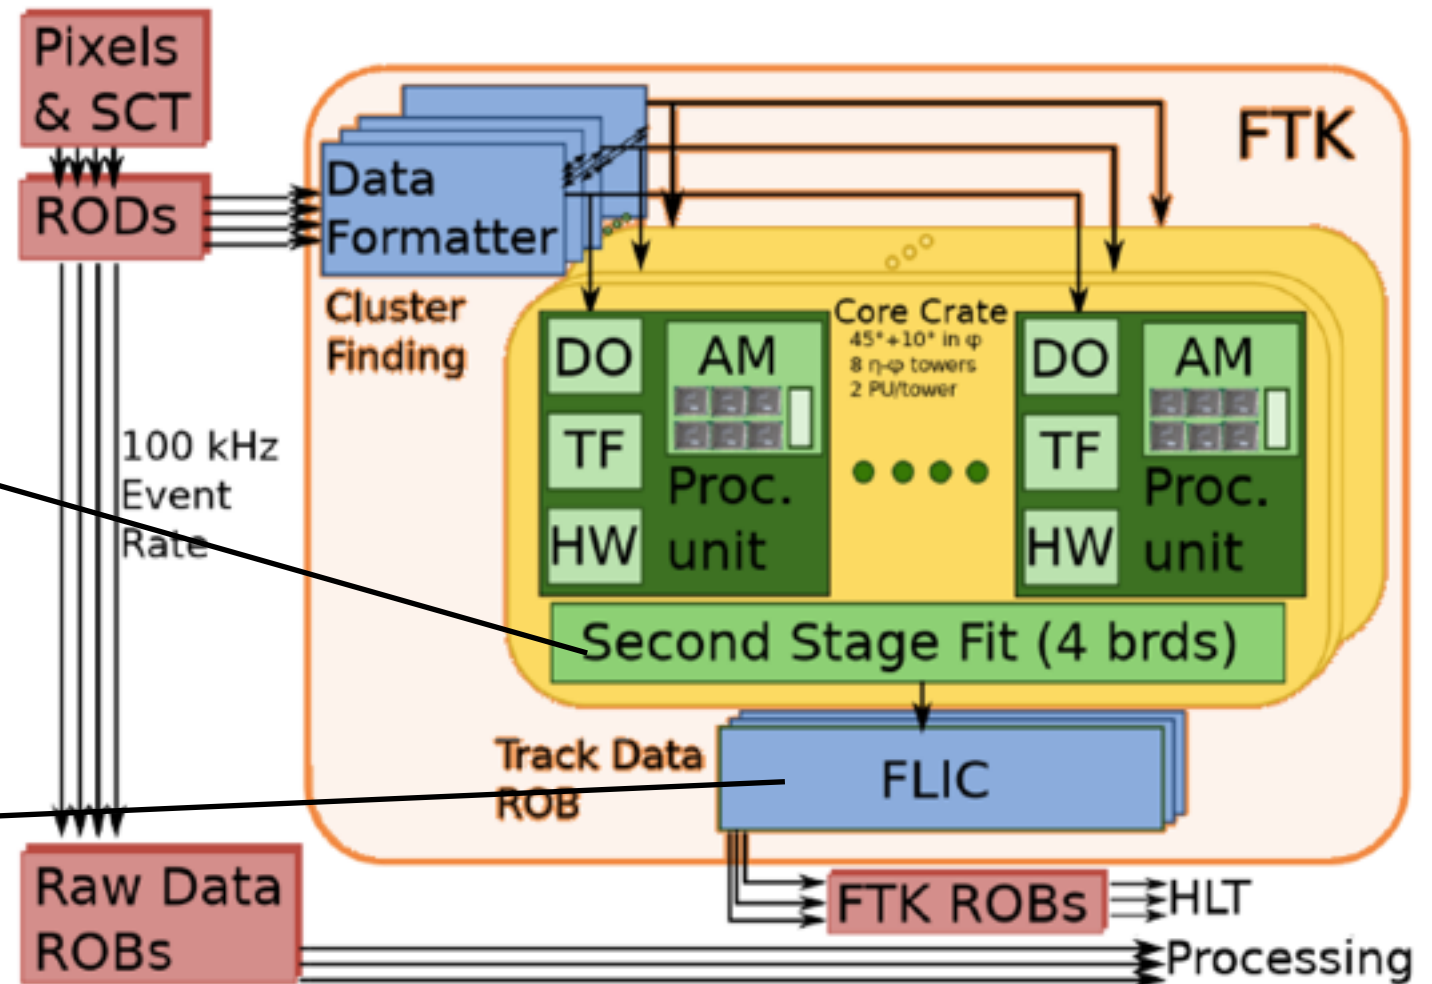 Pixels
& SCT
RODs
FTK
Data
Formatter
Cluster
Finding
100 kHz
Event
Rate
Core Crate
45°+10° in φ
8 η-φ towers
2 PU/tower
DO
AM
TF
HW
Proc.
unit
DO
AM
TF
HW
Proc.
unit
Second Stage Fit (4 brds)
Track Data
ROB
FLIC
Raw Data
ROBs
FTK ROBs
HLT
Processing